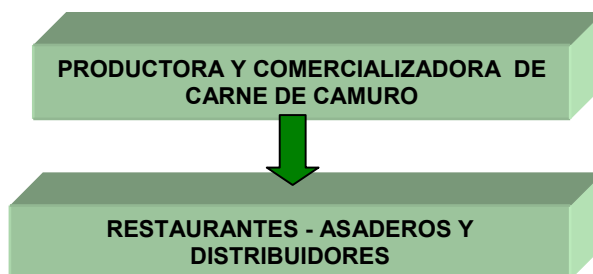 PRODUCTORA Y COMERCIALIZADORA DE
CARNE DE CAMURO
RESTAURANTES - ASADEROS Y
DISTRIBUIDORES